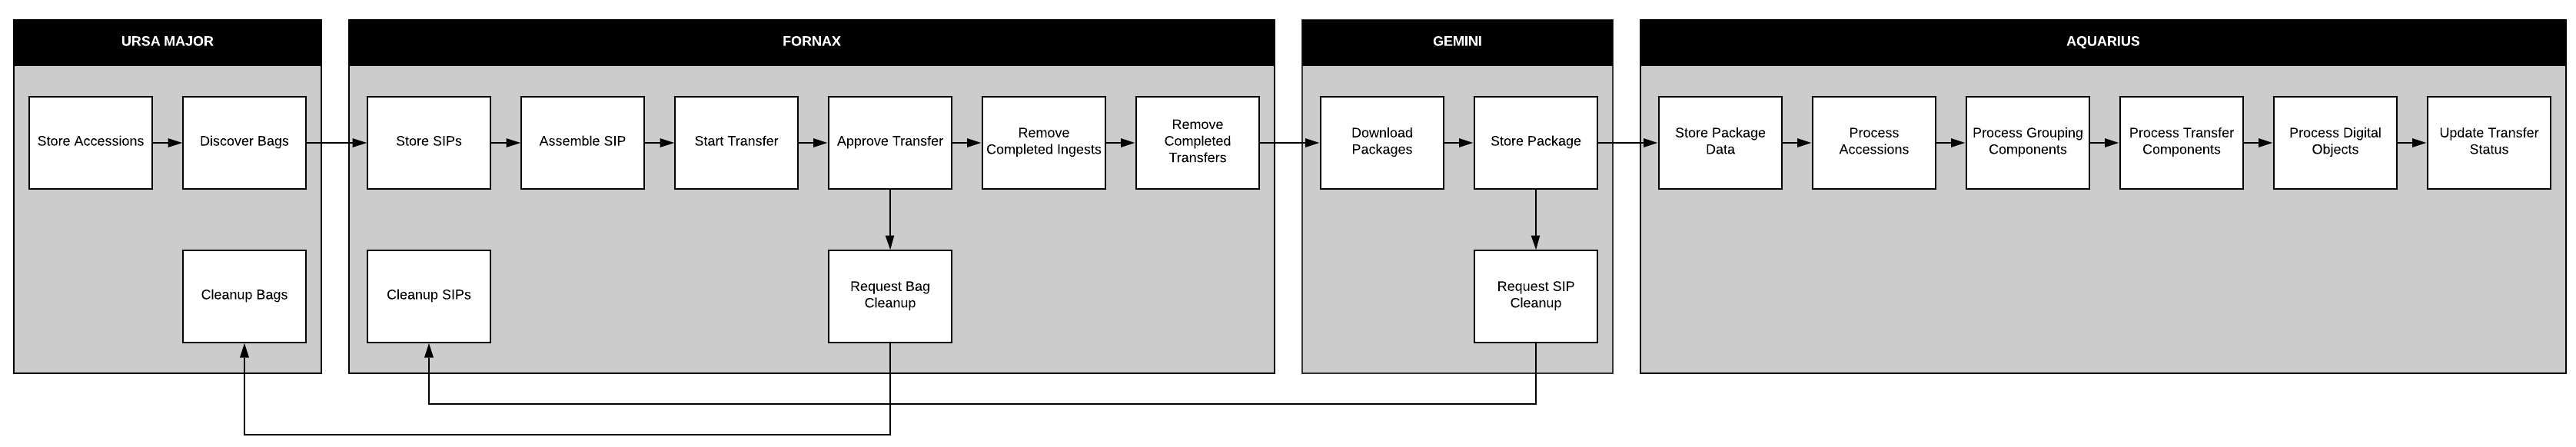 URSA MAJOR
Store Accessions
Discover Bags
Cleanup Bags
FORNAX
Store SIPs
Assemble SIP
Start Transfer
Approve Transfer
Remove
Completed Ingests
Remove
Completed
Transfers
Cleanup SIPs
Request Bag
Cleanup
GEMINI
Download
Packages
Store Package
Request SIP
Cleanup
AQUARIUS
Store Package
Data
Process
Accessions
Process Grouping
Components
Process Transfer
Components
Process Digital
Objects
Update Transfer
Status